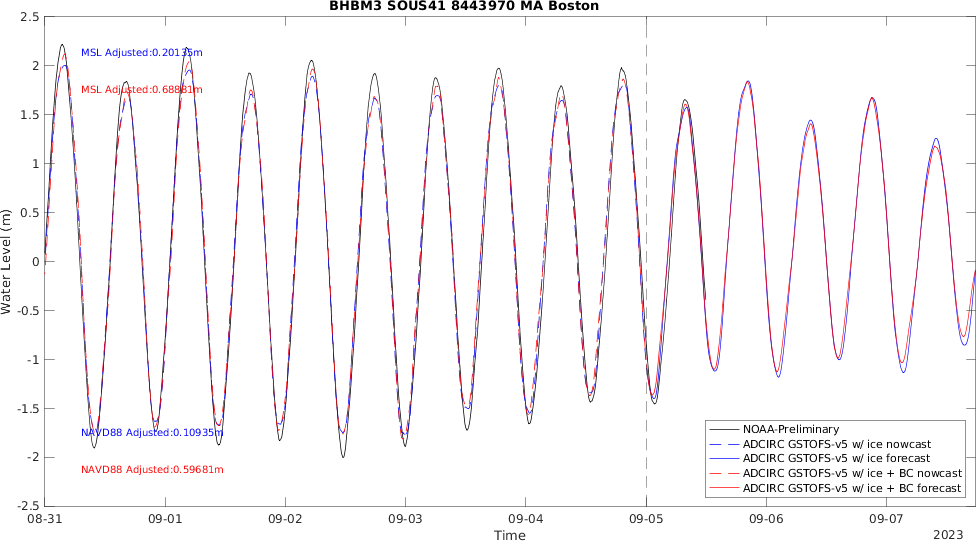 BHBM3 SOUS41 8443970 MA Boston
2.5
2
1.5
1
0.5
0
-0.5
-1
-1.5
-2
-2.5
Water Level (m)
MSL Adjusted:0.20135m
MSL Adjusted:0.68881m
NAVD88 Adjusted:0.10935m
NAVD88 Adjusted:0.59681m
NOAA-Preliminary
ADCIRC GSTOFS-v5 w/ ice nowcast
ADCIRC GSTOFS-v5 w/ ice forecast
ADCIRC GSTOFS-v5 w/ ice + BC nowcast
ADCIRC GSTOFS-v5 w/ ice + BC forecast
08-31 09-01 09-02 09-03 09-04 09-05 09-06 09-07
Time
2023